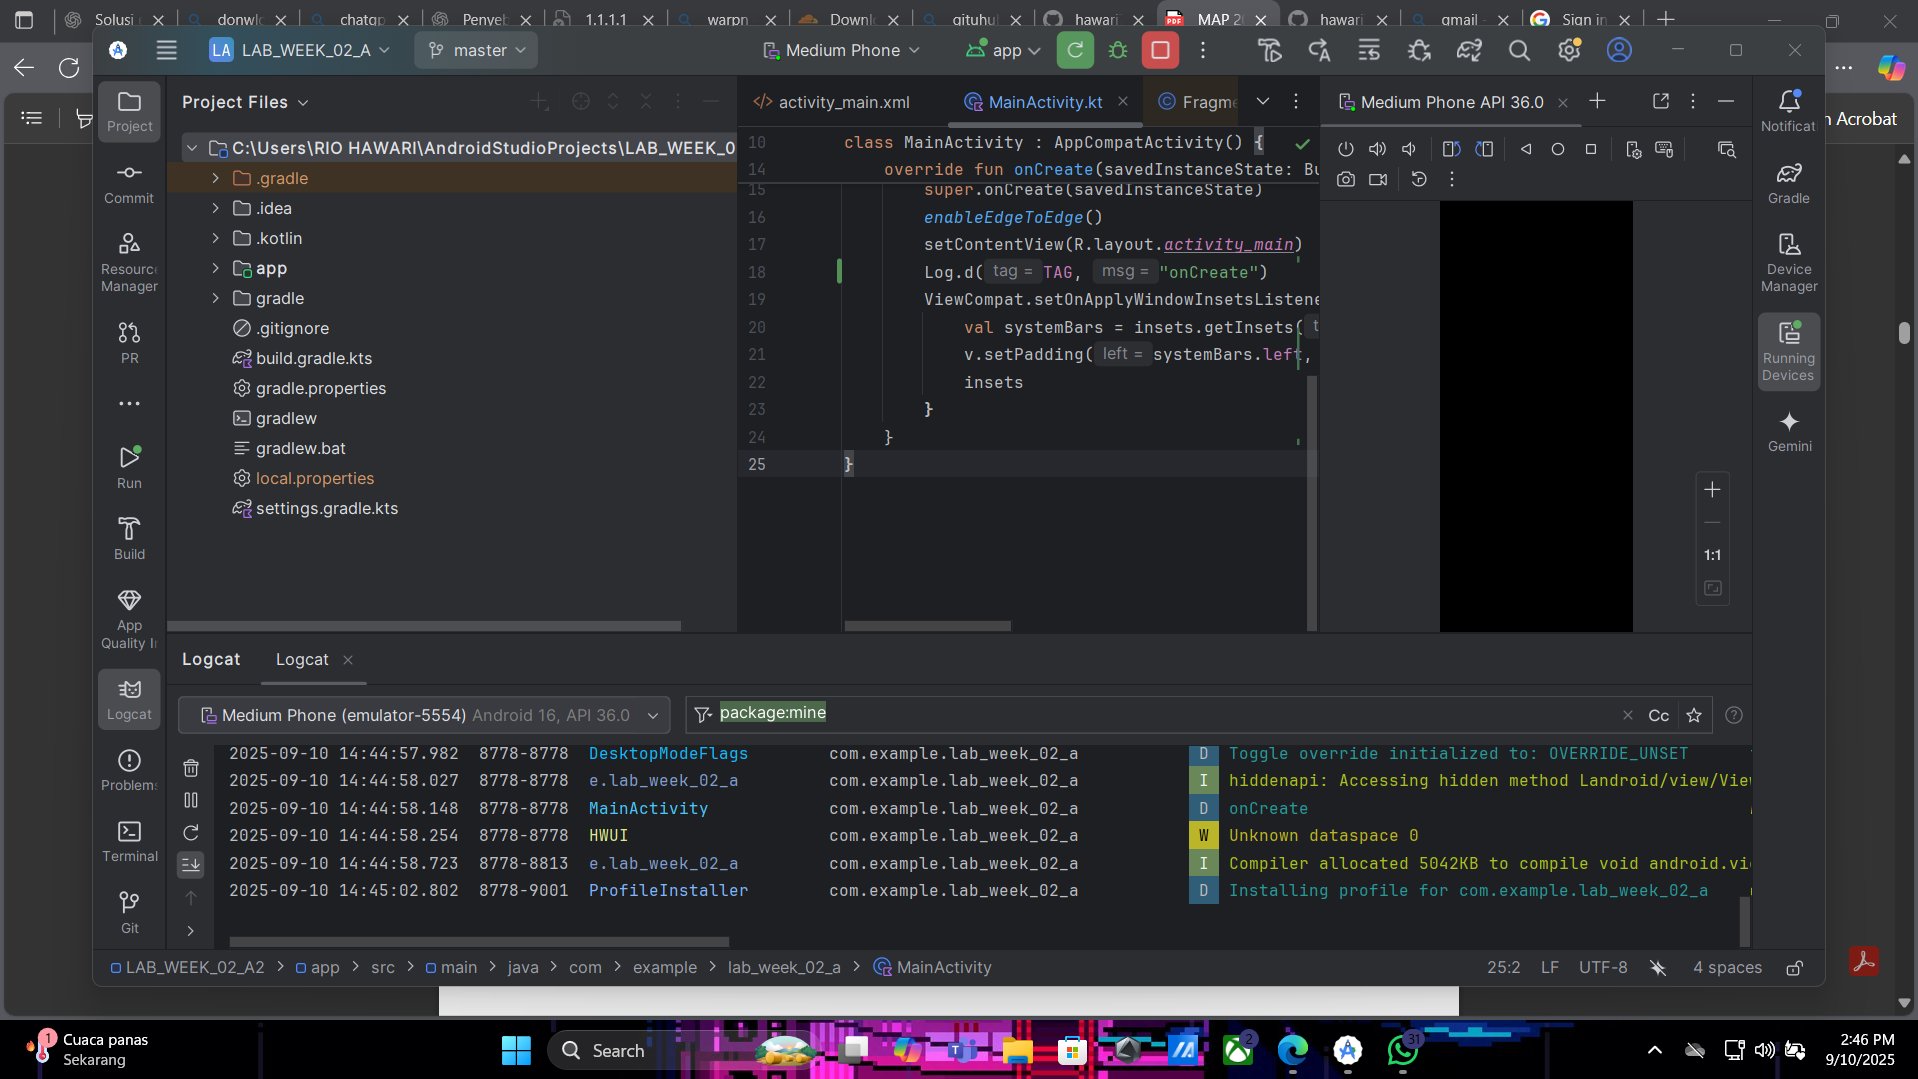 Solusi
donwlo
chatgp
Penyeb
1.1.1.1
warpn
Downl
gituhul
hawari
MAP 20
hawari
gmail -
Sign in
LA LAB_WEEK_02_A
master
Medium Phone
app
n Acrobat
Project
Commit
Resource
Manager
PR
Run
Build
App
Quality In
Logcat
Problems
Terminal
Git
Project Files
C:\Users\RIO HAWARI\AndroidStudioProjects\LAB_WEEK_0
.gradle
.idea
.kotlin
app
gradle
.gitignore
build.gradle.kts
gradle.properties
gradlew
gradlew.bat
local.properties
settings.gradle.kts
activity_main.xml
MainActivity.kt
Fragme
10 class MainActivity : AppCompatActivity() {
14 override fun onCreate(savedInstanceState: Bu
15 super.onCreate(savedInstanceState)
16 enableEdgeToEdge()
17 setContentView(R.layout.activity_main)
18 Log.d( tag = TAG, msg = "onCreate")
19 ViewCompat.setOnApplyWindowInsetsListene
20 val systemBars = insets.getInsets( t
21 v.setPadding( left = systemBars.left,
22 insets
23 }
24 }
25 }
Medium Phone API 36.0
1:1
Notificat
Gradle
Device
Manager
Running
Devices
Gemini
Logcat
Logcat
Medium Phone (emulator-5554) Android 16, API 36.0
package:mine
Cc
2025-09-10 14:44:57.982 8778-8778 DesktopModeFlags com.example.lab_week_02_a D Toggle override initialized to: OVERRIDE_UNSET
2025-09-10 14:44:58.027 8778-8778 e.lab_week_02_a com.example.lab_week_02_a I hiddenapi: Accessing hidden method Landroid/view/View
2025-09-10 14:44:58.148 8778-8778 MainActivity com.example.lab_week_02_a D onCreate
2025-09-10 14:44:58.254 8778-8778 HWUI com.example.lab_week_02_a W Unknown dataspace 0
2025-09-10 14:44:58.723 8778-8813 e.lab_week_02_a com.example.lab_week_02_a I Compiler allocated 5042KB to compile void android.vi
2025-09-10 14:45:02.802 8778-9001 ProfileInstaller com.example.lab_week_02_a D Installing profile for com.example.lab_week_02_a
LAB_WEEK_02_A2 > app > src > main > java > com > example > lab_week_02_a > MainActivity
25:2 LF UTF-8 4 spaces
1
Cuaca panas
Sekarang
Search
2
31
2:46 PM
9/10/2025